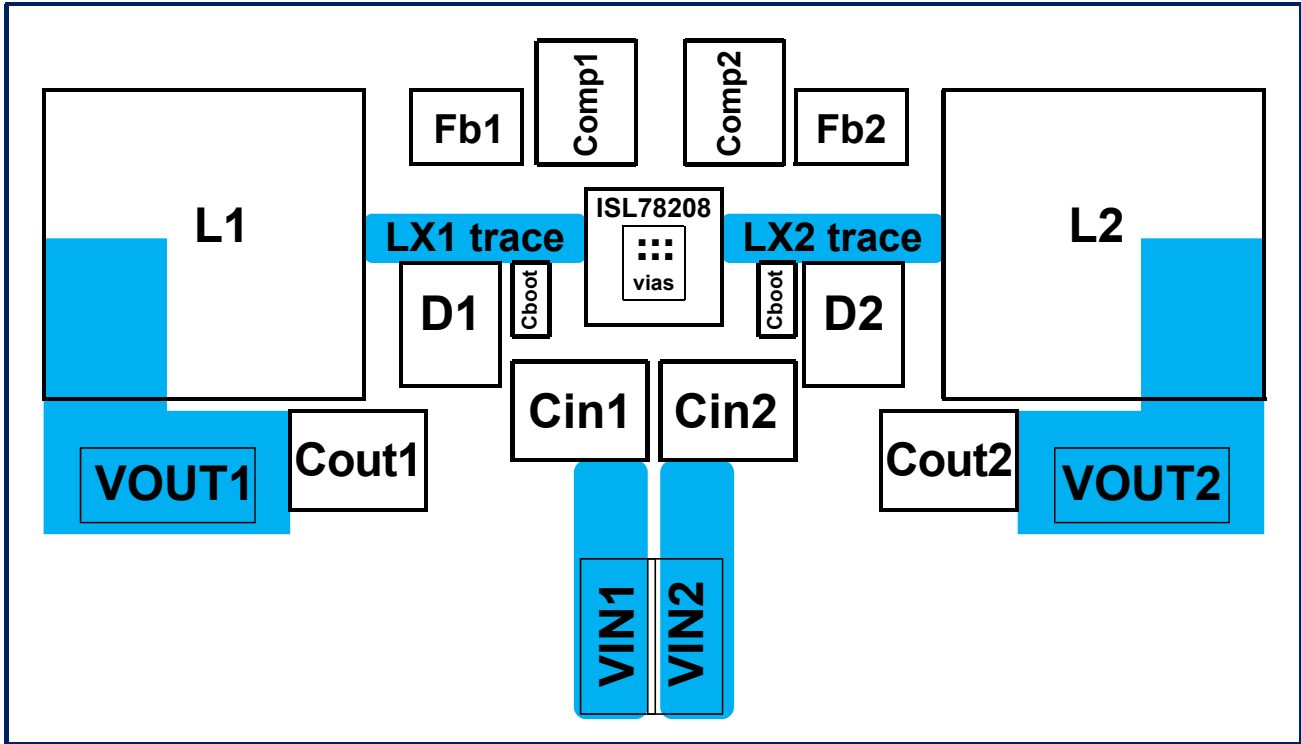 Comp1
Comp2
Fb1
Fb2
L1
LX1 trace
ISL78208
vias
LX2 trace
L2
D1
Cboot
Cboot
D2
Cin1
Cin2
VOUT1
Cout1
Cout2
VOUT2
VIN1
VIN2